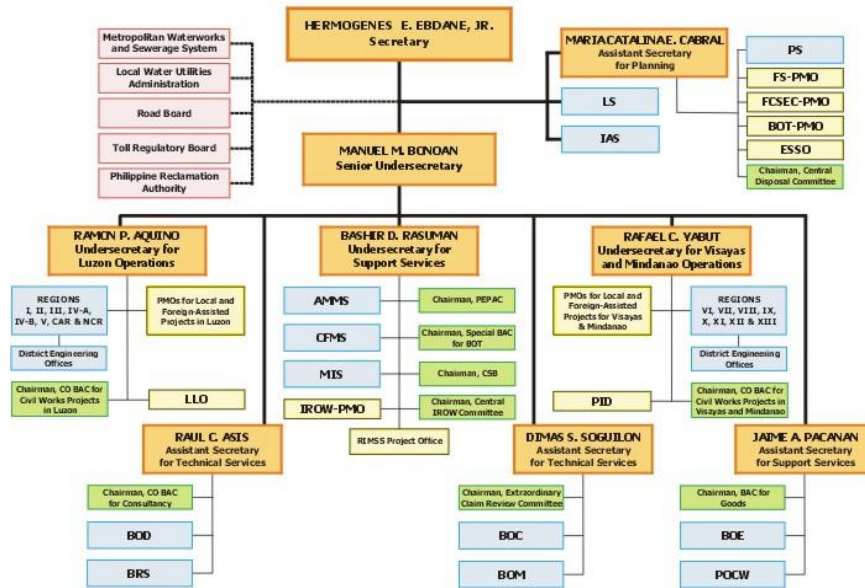 HERMOGENES E. EBDANE, JR.
Secretary
Metropolitan Waterworks
and Sewerage System
Local Water Utilities
Administration
Road Board
Toll Regulatory Board
Philippine Reclamation
Authority
MARIA CATALINA E. CABRAL
Assistant Secretary
for Planning
LS
IAS
PS
FS-PMO
FCSEC-PMO
BOT-PMO
ESSO
Chairman, Central
Disposal Committee
MANUEL M. BONOAN
Senior Undersecretary
RAMON P. AQUINO
Undersecretary for
Luzon Operations
REGIONS
I, II, III, IV-A,
IV-B, V, CAR & NCR
District Engineering
Offices
Chairman, CO BAC for
Civil Works Projects
in Luzon
PMOs for Local and
Foreign-Assisted
Projects in Luzon
LLO
BASHIR D. RASUMAN
Undersecretary for
Support Services
AMMS
Chairman, PEPAC
CFMS
Chairman, Special BAC
for BOT
MIS
Chairman, CSB
IROW-PMO
Chairman, Central
IROW Committee
RIMSS Project Office
RAFAEL C. YABUT
Undersecretary for Visayas
and Mindanao Operations
PMOs for Local and
Foreign-Assisted
Projects for Visayas
& Mindanao
REGIONS
VI, VII, VIII, IX,
X, XI, XII & XIII
District Engineering
Offices
PID
Chairman, CO BAC for
Civil Works Projects in
Visayas and Mindanao
RAUL C. ASIS
Assistant Secretary
for Technical Services
Chairman, CO BAC
for Consultancy
BOD
BRS
DIMAS S. SOGUILON
Assistant Secretary
for Technical Services
Chairman, Extraordinary
Claim Review Committee
BOC
BOM
JAIME A. PACANAN
Assistant Secretary
for Support Services
Chairman, BAC for
Goods
BOE
POCW